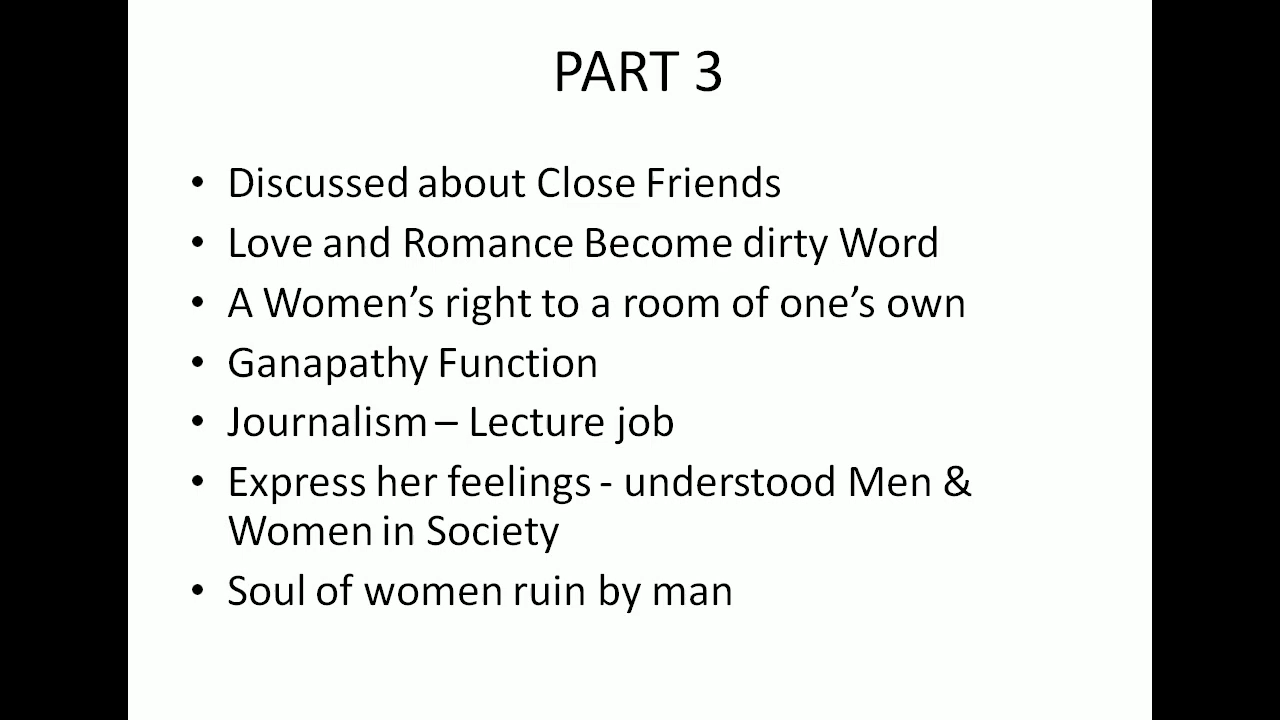 PART 3
• Discussed about Close Friends
• Love and Romance Become dirty Word
• A Women’s right to a room of one’s own
• Ganapathy Function
• Journalism – Lecture job
• Express her feelings - understood Men &
Women in Society
• Soul of women ruin by man